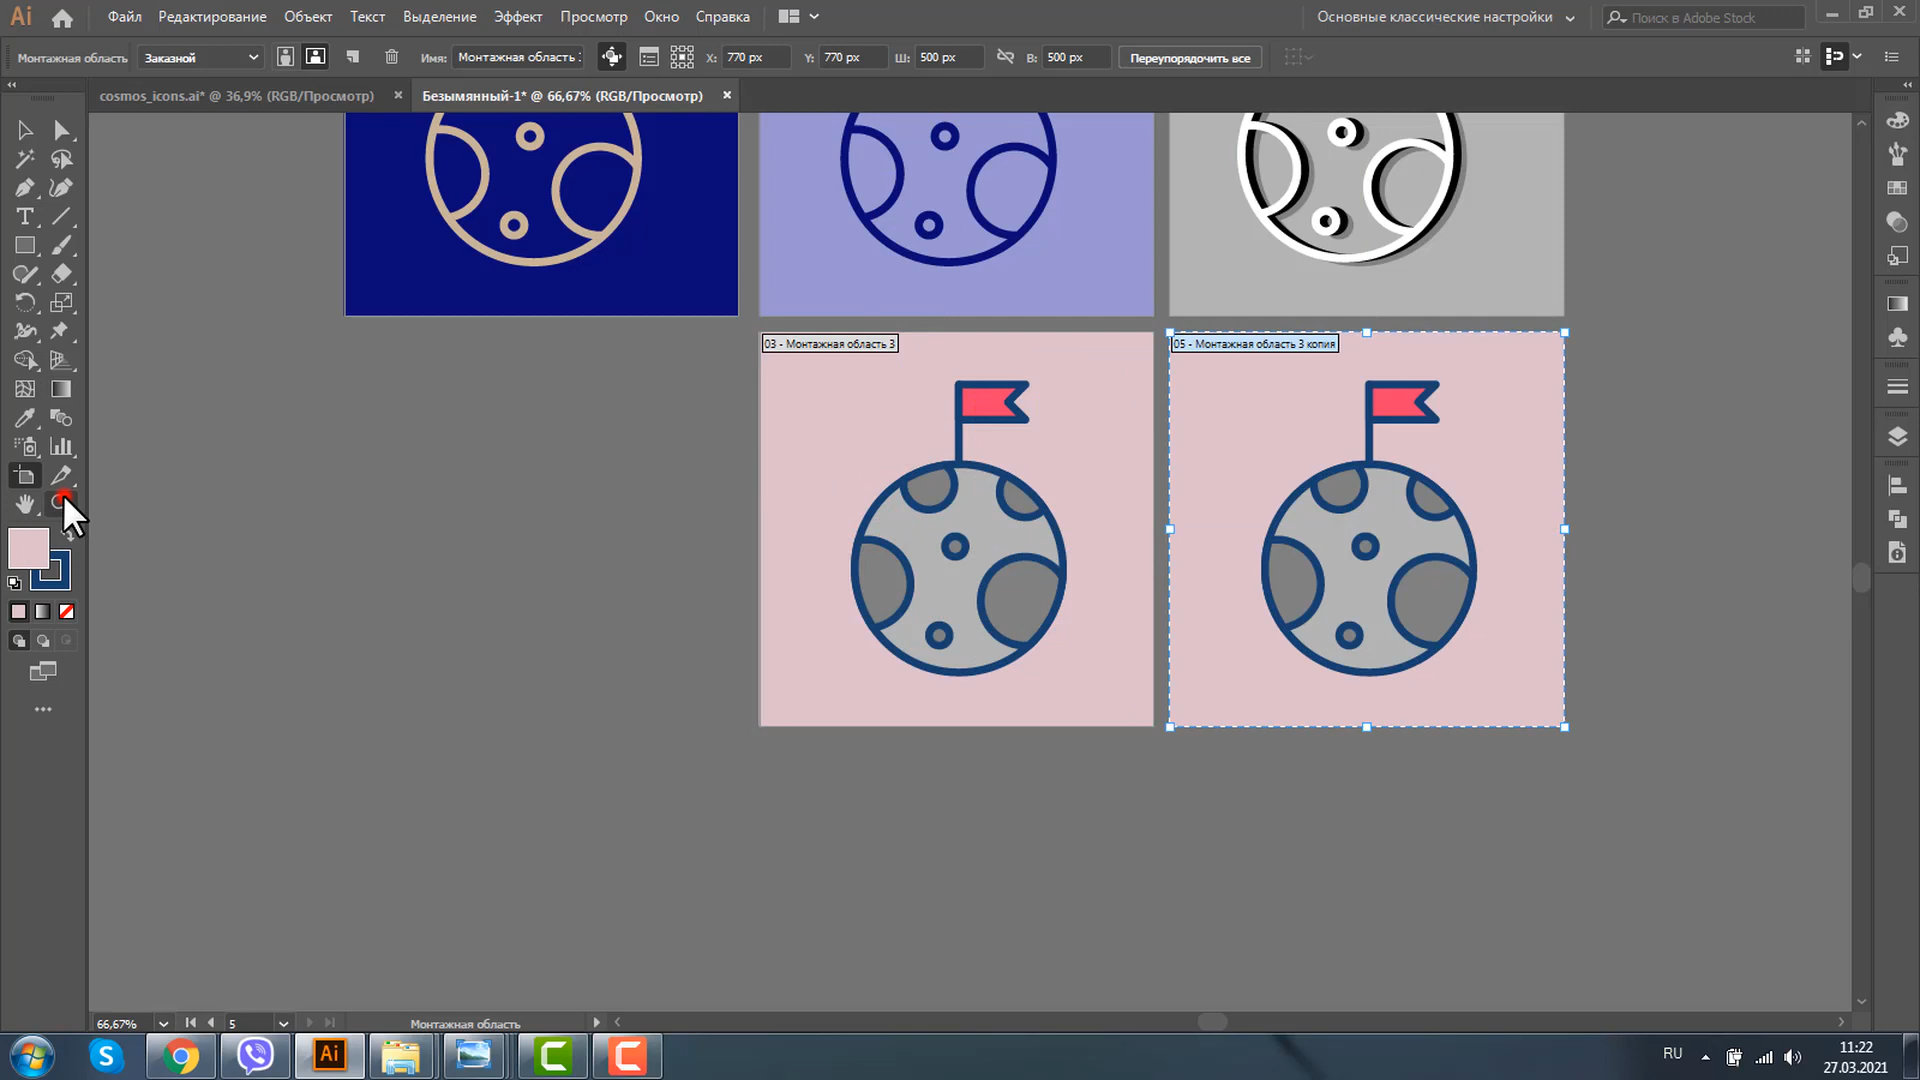 Ai Файл Редактирование Объект Текст Выделение Эффект Просмотр Окно Справка Основные классические настройки Поиск в Adobe Stock
Монтажная область Заказной Имя: Монтажная область X: 770 px Y: 770 px Ш: 500 px В: 500 px Переупорядочить все
cosmos_icons.ai* @ 36,9% (RGB/Просмотр) × Безымянный-1* @ 66,67% (RGB/Просмотр) ×
03 - Монтажная область 3
05 - Монтажная область 3 копия
66,67% 5 Монтажная область
RU
11:22
27.03.2021